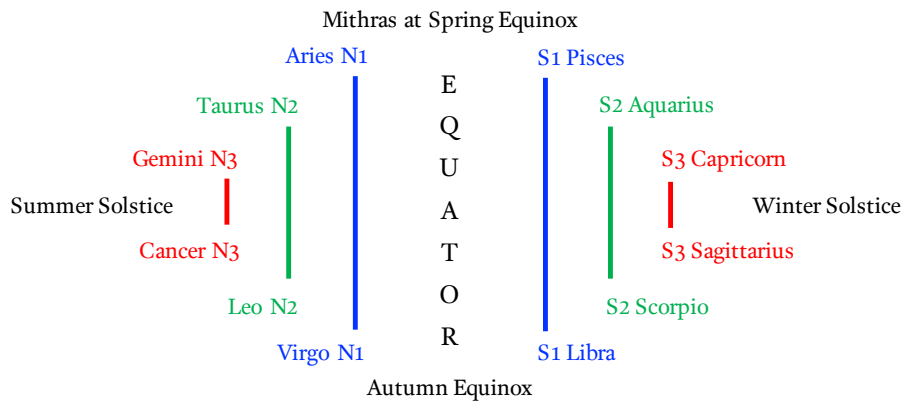 Mithras at Spring Equinox
Aries N1
S1 Pisces
Taurus N2
S2 Aquarius
Gemini N3
S3 Capricorn
Summer Solstice
EQUATOR
Winter Solstice
Cancer N3
S3 Sagittarius
Leo N2
S2 Scorpio
Virgo N1
S1 Libra
Autumn Equinox